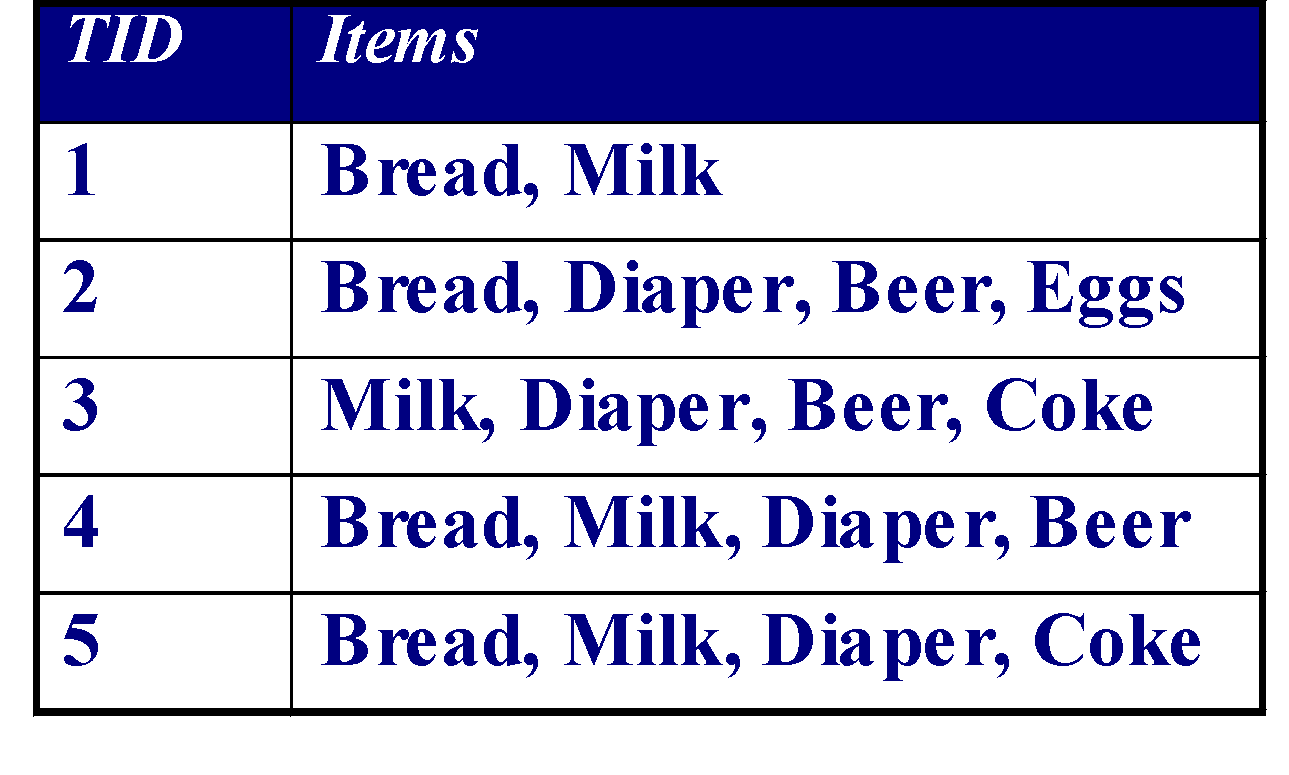 TID Items
1 Bread, Milk
2 Bread, Diaper, Beer, Eggs
3 Milk, Diaper, Beer, Coke
4 Bread, Milk, Diaper, Beer
5 Bread, Milk, Diaper, Coke